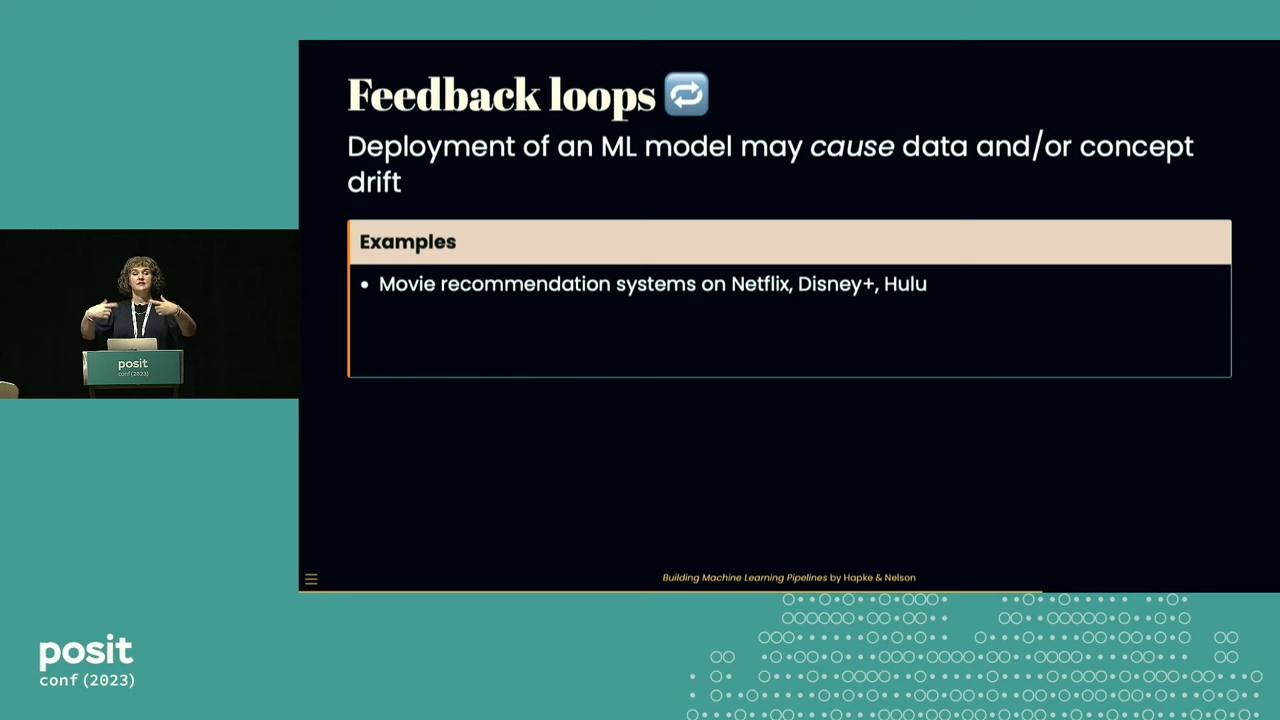 Feedback loops
Deployment of an ML model may cause data and/or concept
drift
Examples
• Movie recommendation systems on Netflix, Disney+, Hulu
posit
conf(2023)
Building Machine Learning Pipelines by Hapke & Nelson
posit
conf(2023)